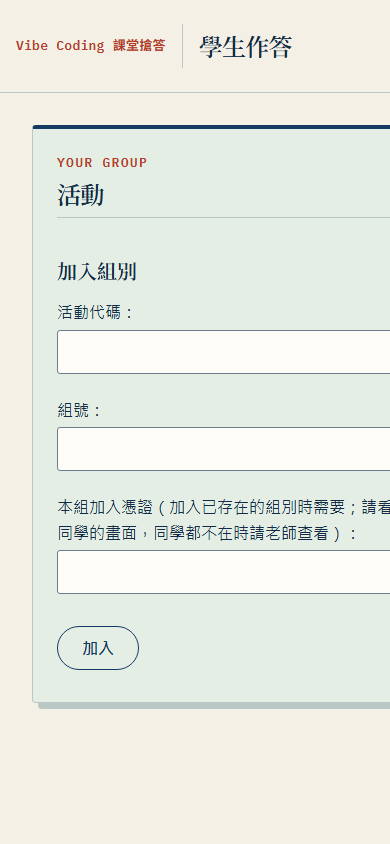 Vibe Coding 課堂搶答
學生作答
YOUR GROUP
活動
加入組別
活動代碼：
組號：
本組加入憑證（加入已存在的組別時需要；請看
同學的畫面，同學都不在時請老師查看）：
加入